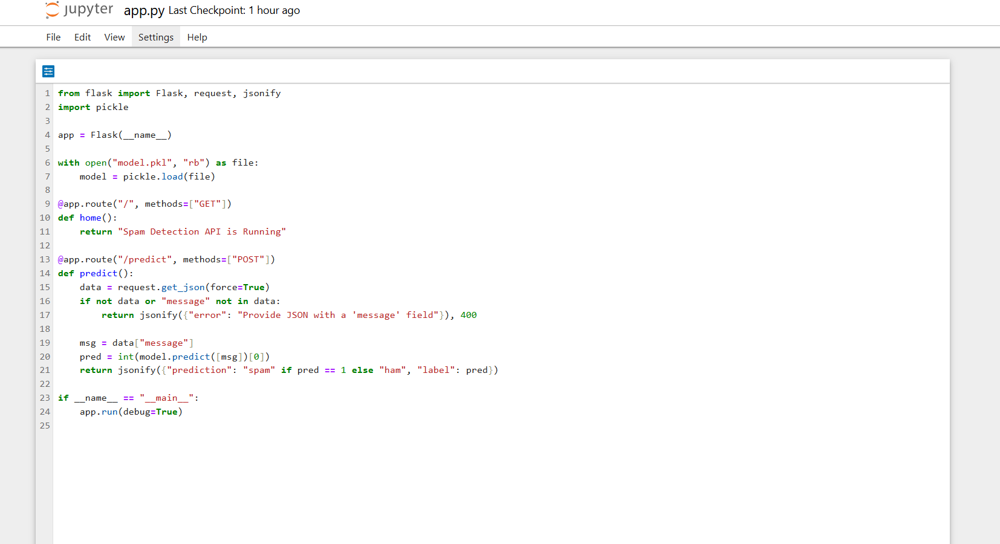 jupyter app.py Last Checkpoint: 1 hour ago
File Edit View Settings Help
1 from flask import Flask, request, jsonify
2 import pickle
3
4 app = Flask(__name__)
5
6 with open("model.pkl", "rb") as file:
7     model = pickle.load(file)
8
9 @app.route("/", methods=["GET"])
10 def home():
11     return "Spam Detection API is Running"
12
13 @app.route("/predict", methods=["POST"])
14 def predict():
15     data = request.get_json(force=True)
16     if not data or "message" not in data:
17         return jsonify({"error": "Provide JSON with a 'message' field"}), 400
18
19     msg = data["message"]
20     pred = int(model.predict([msg])[0])
21     return jsonify({"prediction": "spam" if pred == 1 else "ham", "label": pred})
22
23 if __name__ == "__main__":
24     app.run(debug=True)
25